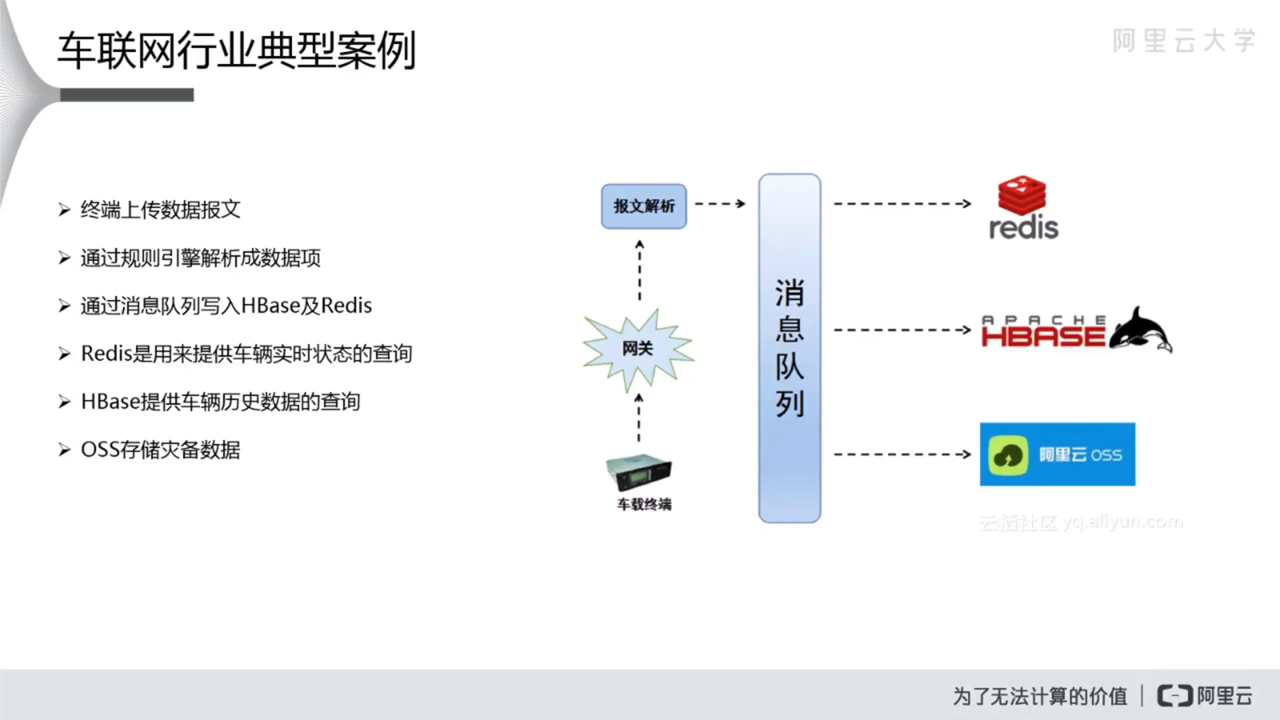 车联网行业典型案例
阿里云大学
终端上传数据报文
通过规则引擎解析成数据项
通过消息队列写入HBase及Redis
Redis是用来提供车辆实时状态的查询
HBase提供车辆历史数据的查询
OSS存储灾备数据
报文解析
网关
车载终端
消息队列
redis
APACHE
HBASE
阿里云 OSS
云栖社区 yq.aliyun.com
为了无法计算的价值
阿里云